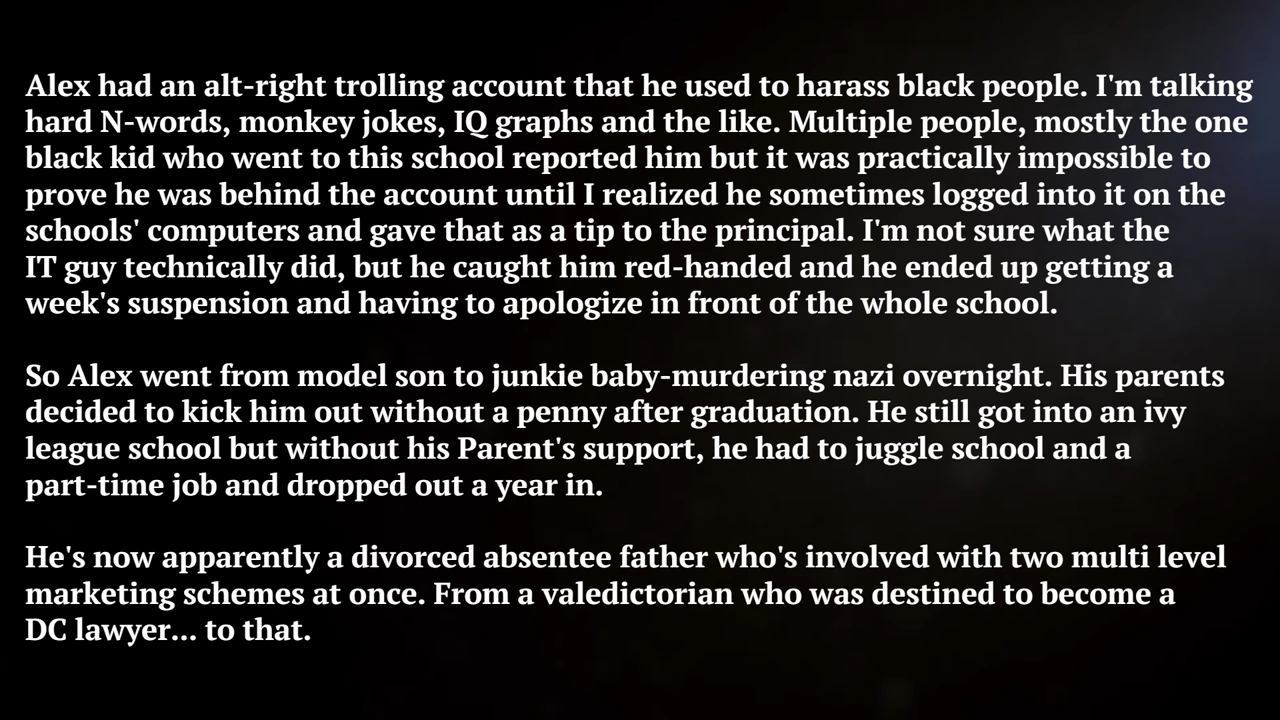 Alex had an alt-right trolling account that he used to harass black people. I'm talking
hard N-words, monkey jokes, IQ graphs and the like. Multiple people, mostly the one
black kid who went to this school reported him but it was practically impossible to
prove he was behind the account until I realized he sometimes logged into it on the
schools' computers and gave that as a tip to the principal. I'm not sure what the
IT guy technically did, but he caught him red-handed and he ended up getting a
week's suspension and having to apologize in front of the whole school.
So Alex went from model son to junkie baby-murdering nazi overnight. His parents
decided to kick him out without a penny after graduation. He still got into an ivy
league school but without his Parent's support, he had to juggle school and a
part-time job and dropped out a year in.
He's now apparently a divorced absentee father who's involved with two multi level
marketing schemes at once. From a valedictorian who was destined to become a
DC lawyer... to that.